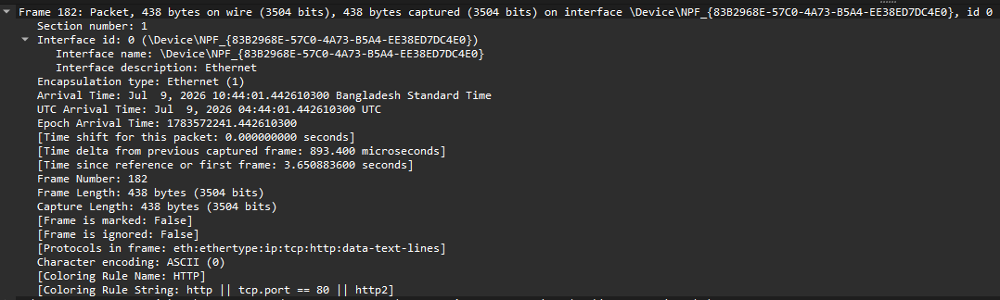 Frame 182: Packet, 438 bytes on wire (3504 bits), 438 bytes captured (3504 bits) on interface \Device\NPF_{83B2968E-57C0-4A73-B5A4-EE38ED7DC4E0}, id 0
Section number: 1
Interface id: 0 (\Device\NPF_{83B2968E-57C0-4A73-B5A4-EE38ED7DC4E0})
Interface name: \Device\NPF_{83B2968E-57C0-4A73-B5A4-EE38ED7DC4E0}
Interface description: Ethernet
Encapsulation type: Ethernet (1)
Arrival Time: Jul  9, 2026 10:44:01.442610300 Bangladesh Standard Time
UTC Arrival Time: Jul  9, 2026 04:44:01.442610300 UTC
Epoch Arrival Time: 1783572241.442610300
[Time shift for this packet: 0.000000000 seconds]
[Time delta from previous captured frame: 893.400 microseconds]
[Time since reference or first frame: 3.650883600 seconds]
Frame Number: 182
Frame Length: 438 bytes (3504 bits)
Capture Length: 438 bytes (3504 bits)
[Frame is marked: False]
[Frame is ignored: False]
[Protocols in frame: eth:ethertype:ip:tcp:http:data-text-lines]
Character encoding: ASCII (0)
[Coloring Rule Name: HTTP]
[Coloring Rule String: http || tcp.port == 80 || http2]